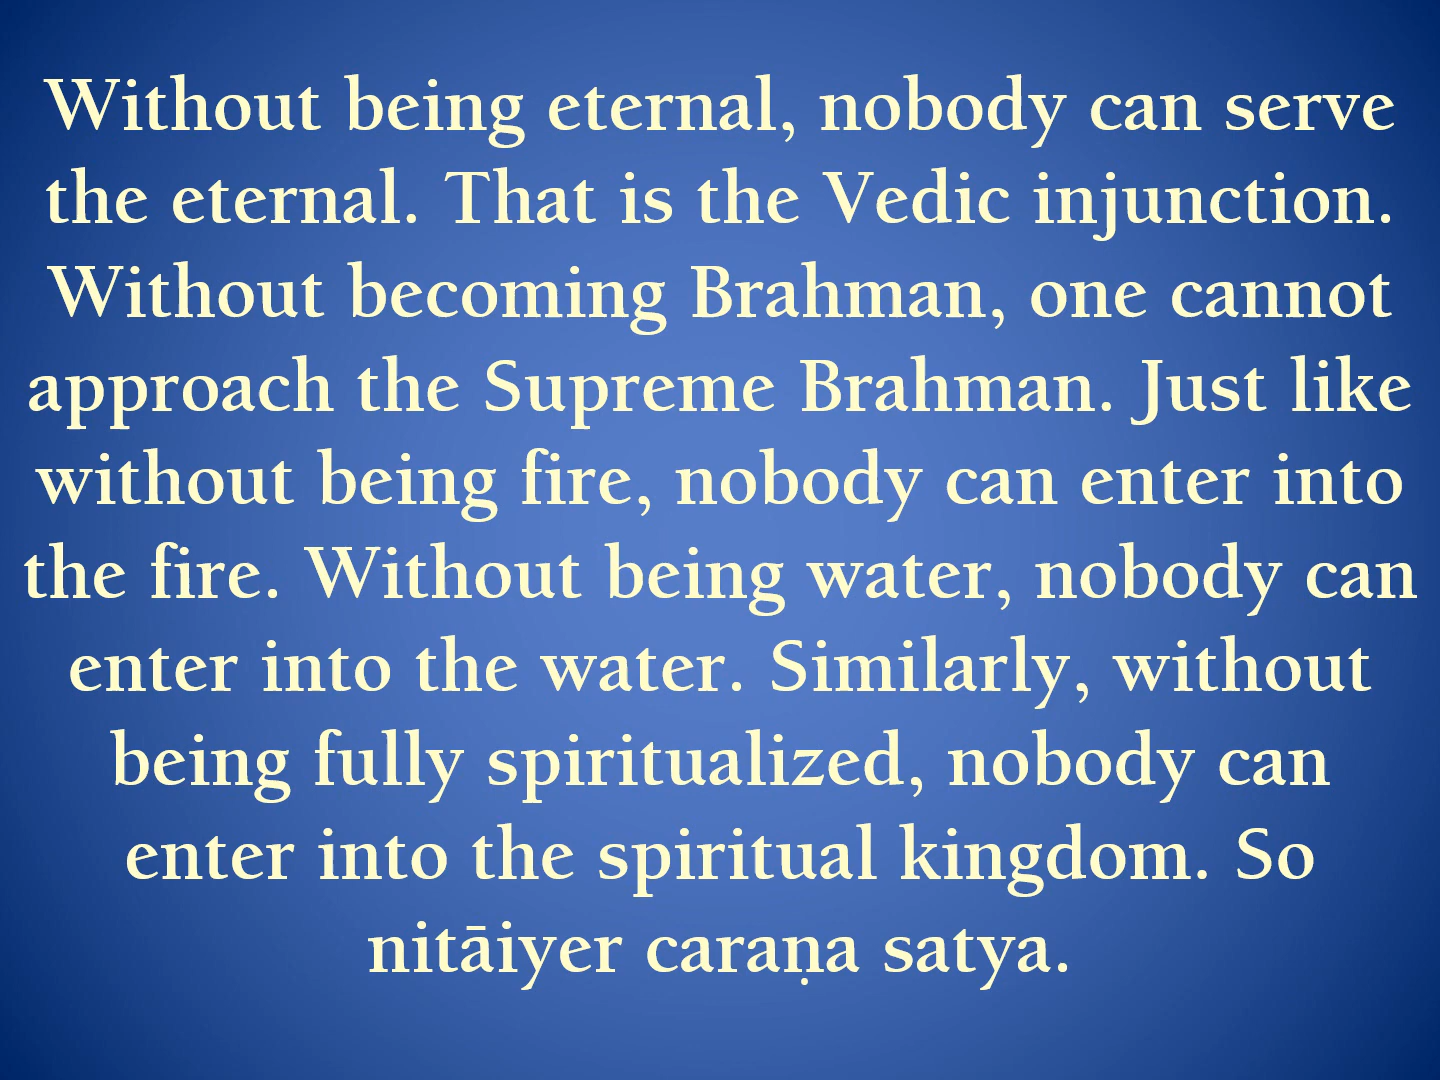 Without being eternal, nobody can serve
the eternal. That is the Vedic injunction.
Without becoming Brahman, one cannot
approach the Supreme Brahman. Just like
without being fire, nobody can enter into
the fire. Without being water, nobody can
enter into the water. Similarly, without
being fully spiritualized, nobody can
enter into the spiritual kingdom. So
nitāiyer caraṇa satya.